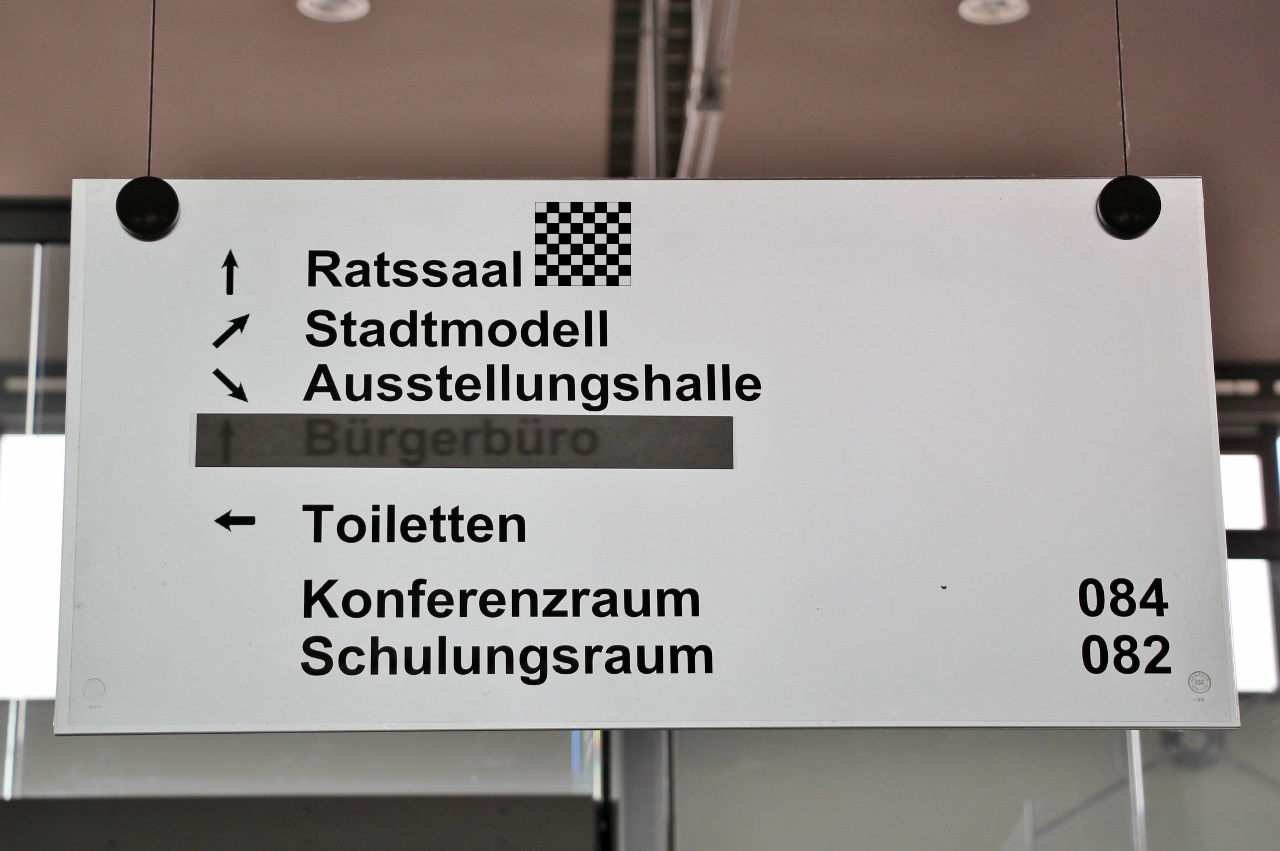 Ratssaal
Stadtmodell
Ausstellungshalle
Bürgerbüro
Toiletten
Konferenzraum 084
Schulungsraum 082